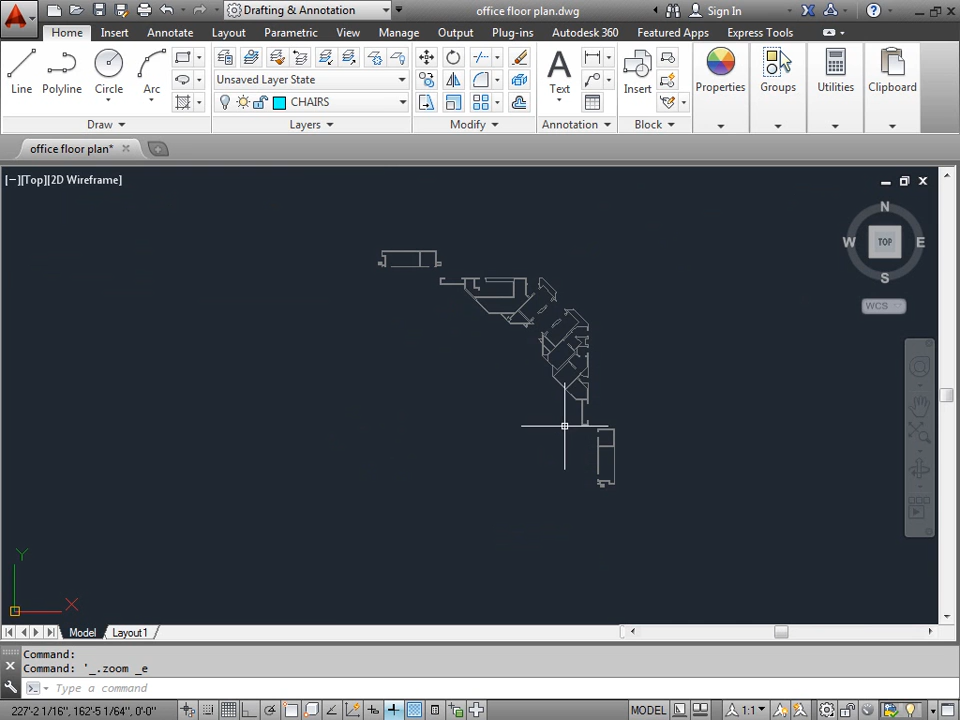 Drafting & Annotation
office floor plan.dwg
Sign In
Home
Insert
Annotate
Layout
Parametric
View
Manage
Output
Plug-ins
Autodesk 360
Featured Apps
Express Tools
Line
Polyline
Circle
Arc
Unsaved Layer State
CHAIRS
Text
Insert
Properties
Groups
Utilities
Clipboard
Draw
Layers
Modify
Annotation
Block
office floor plan*
[−][Top][2D Wireframe]
N
W
TOP
E
S
WCS
Y
X
Model
Layout1
Command:
Command: '_.zoom _e
Type a command
227'-2 1/16", 162'-5 1/64", 0'-0"
MODEL
1:1